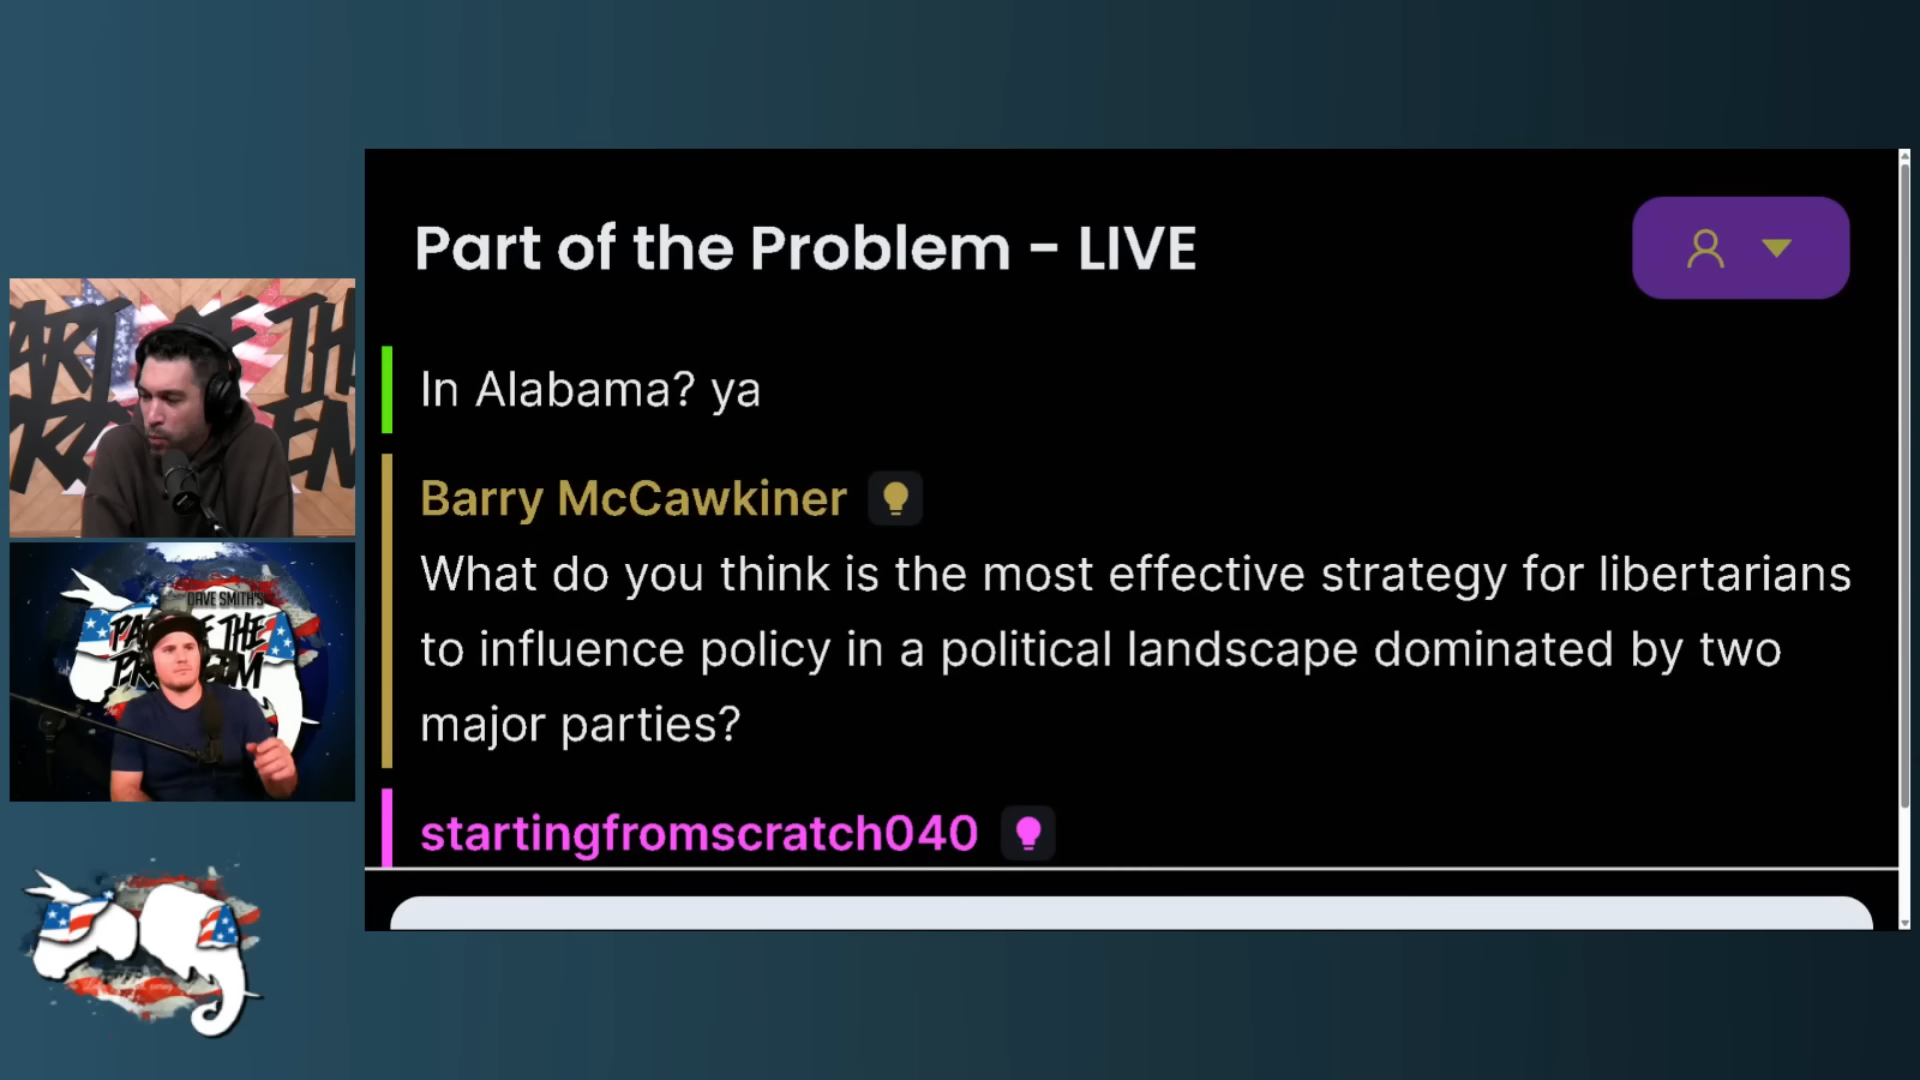 Part of the Problem - LIVE
In Alabama? ya
Barry McCawkiner
What do you think is the most effective strategy for libertarians
to influence policy in a political landscape dominated by two
major parties?
startingfromscratch040
DAVE SMITH'S